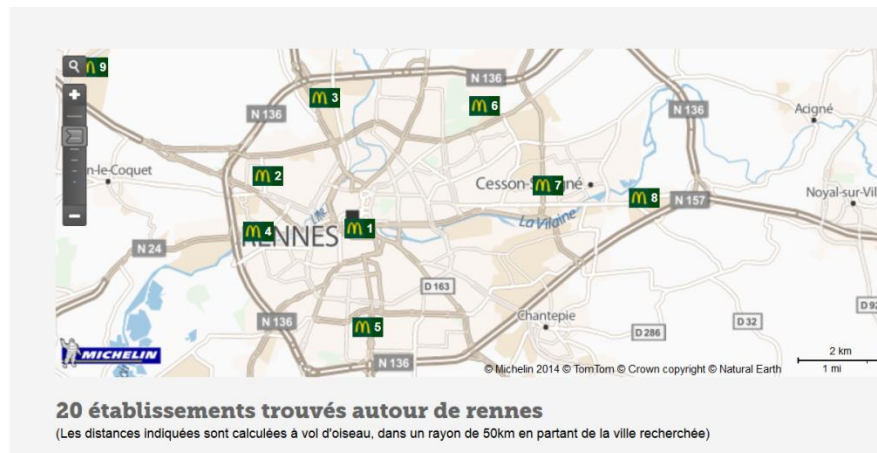 9
N 136
3
6
N 136
N 136
Acigné
n-le-Coquet
2
Cesson-
7
né
8
N 157
Noyal-sur-Vil
L'Ille
La Vilaine
4
RENNES
1
N 24
D 163
D 92
N 136
5
Chantepie
D 286
D 32
MICHELIN
N 136
2 km
1 mi
© Michelin 2014 © TomTom © Crown copyright © Natural Earth
20 établissements trouvés autour de rennes
(Les distances indiquées sont calculées à vol d'oiseau, dans un rayon de 50km en partant de la ville recherchée)